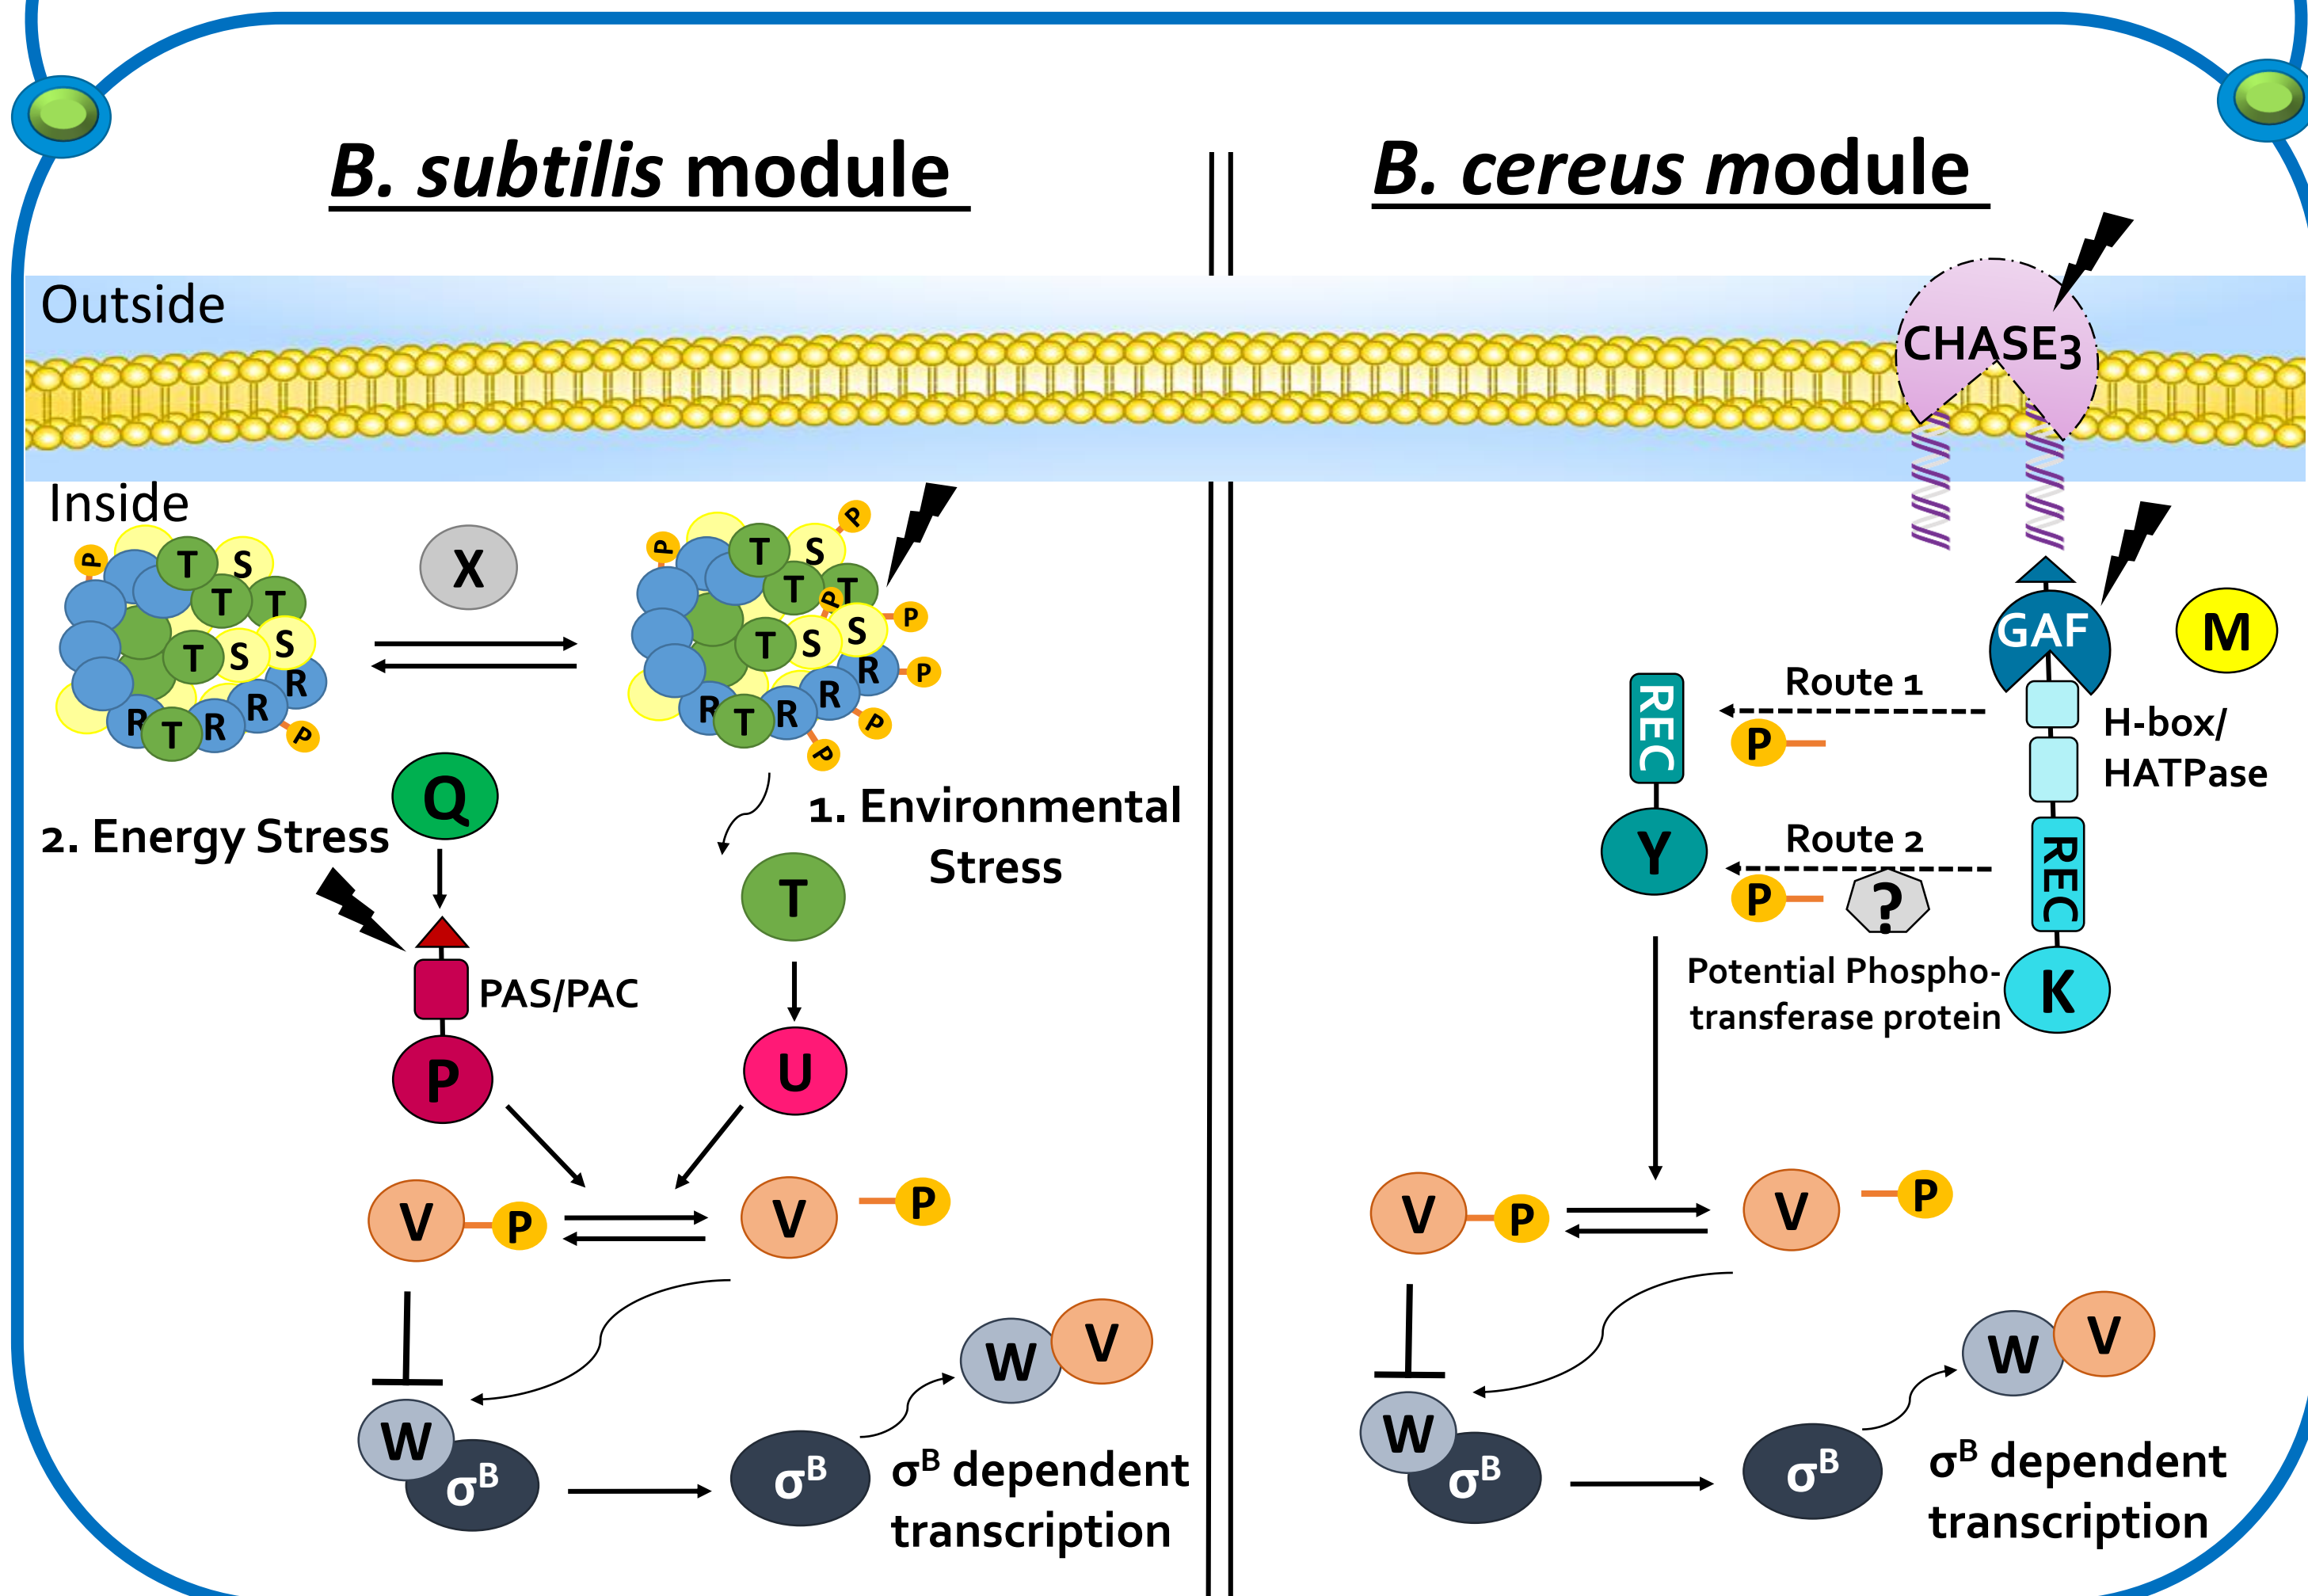 B. subtilis module
B. cereus module
Outside
CHASE3
Inside
P
T
S
T
T
T
S
S
R
R
R
R
T
P
X
P
P
T
S
T
T
P
P
T
S
S
R
P
R
R
R
T
P
P
GAF
M
REC
Route 1
P
H-box/
HATPase
Q
1. Environmental
Stress
2. Energy Stress
T
Y
Route 2
P
?
REC
PAS/PAC
Potential Phospho-
transferase protein
K
P
U
V
P
V
P
V
P
V
P
W
V
W
V
W
σB
σB
σB dependent
transcription
W
σB
σB
σB dependent
transcription